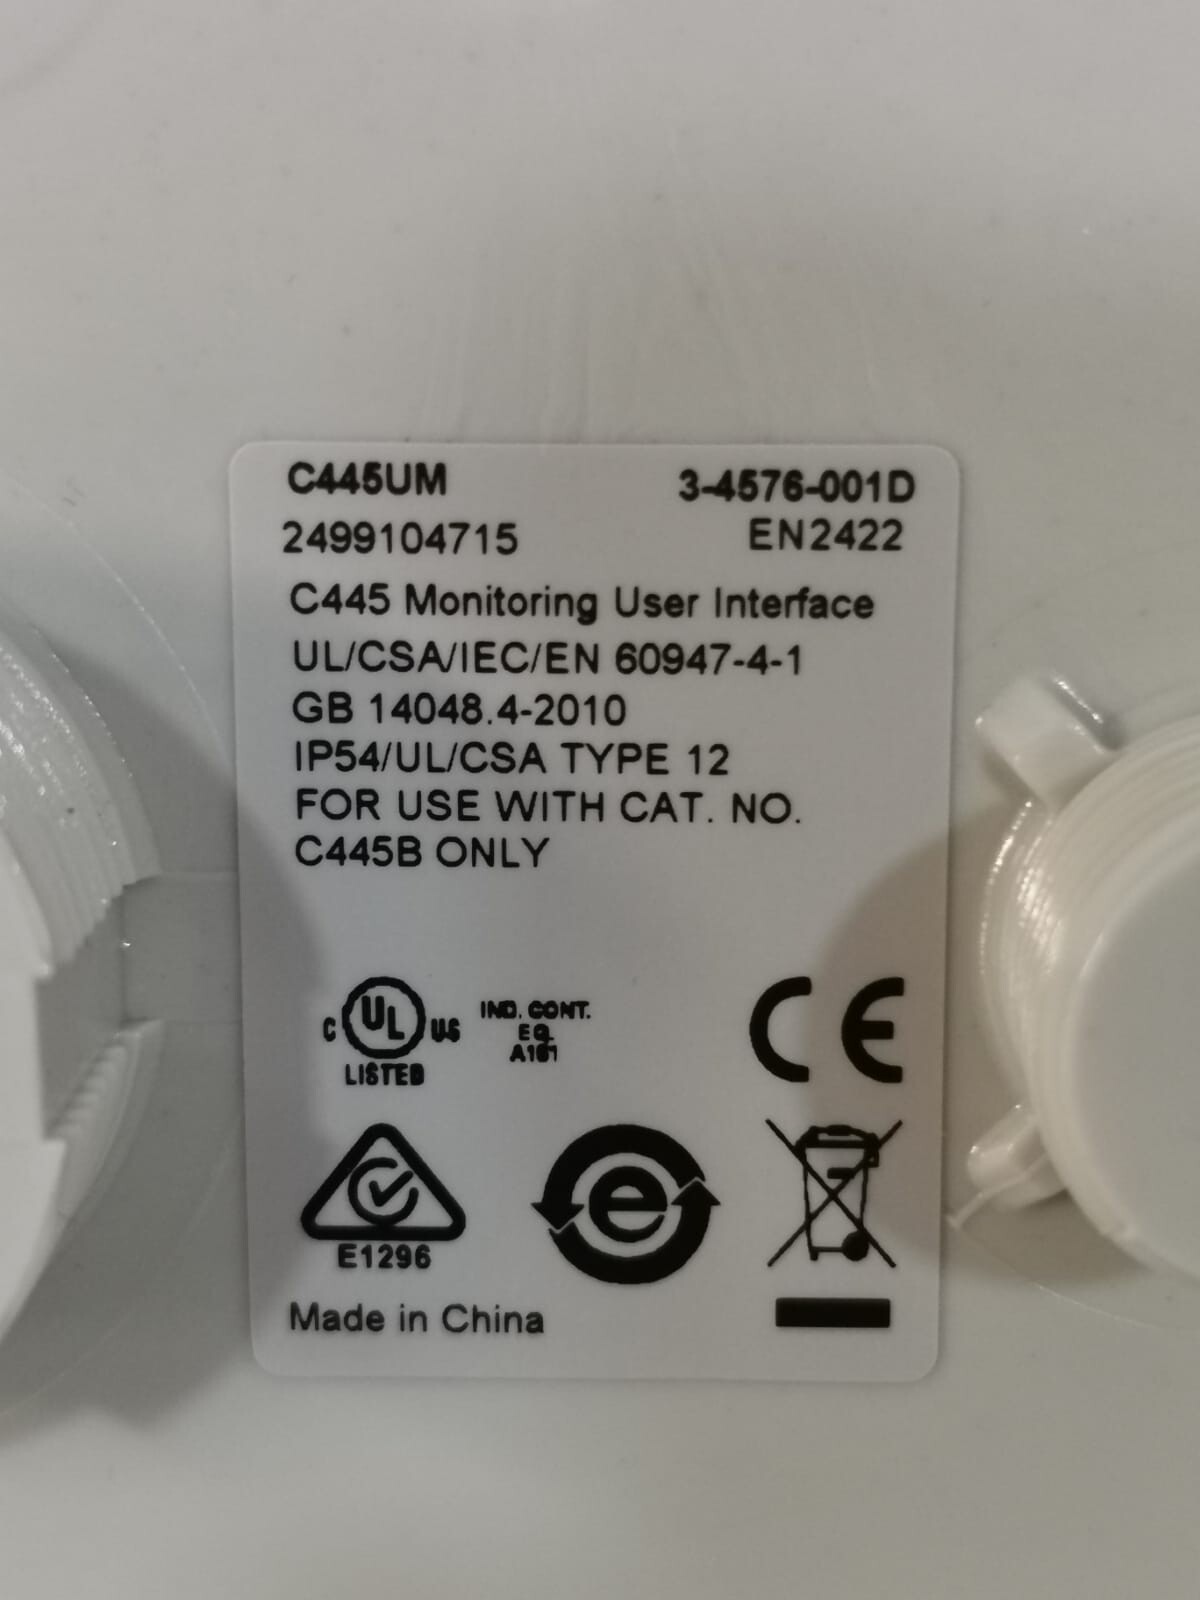 C445UM 3-4576-001D
2499104715 EN2422
C445 Monitoring User Interface
UL/CSA/IEC/EN 60947-4-1
GB 14048.4-2010
IP54/UL/CSA TYPE 12
FOR USE WITH CAT. NO.
C445B ONLY
C UL US IND. CONT.
EQ.
LISTED
CE
e
E1296
Made in China